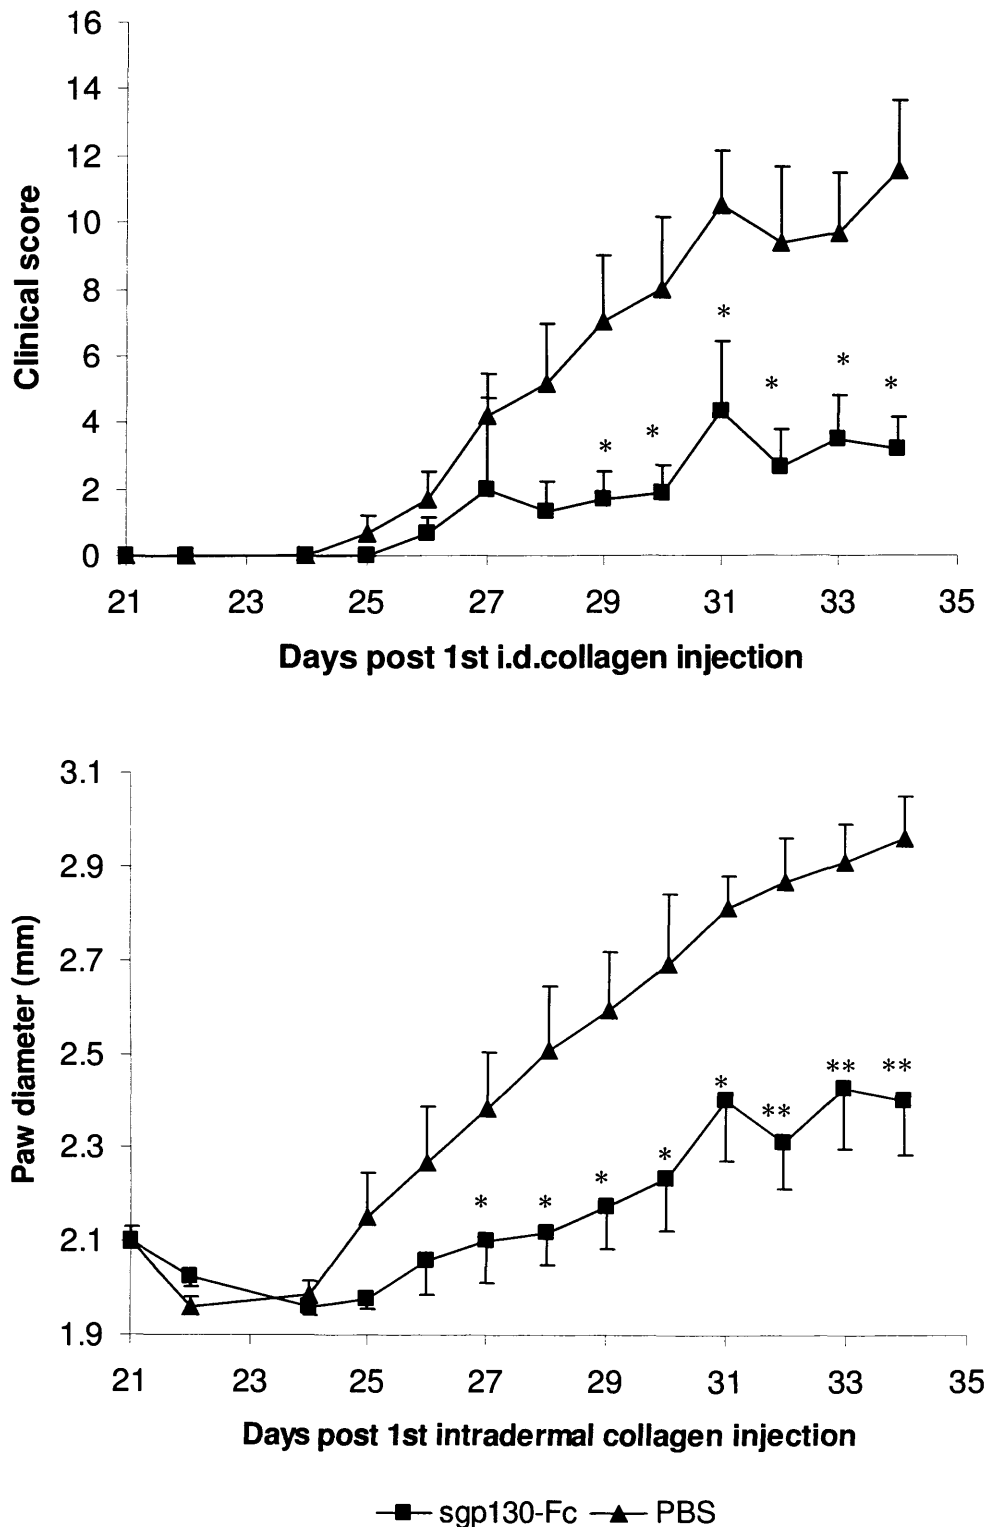 16
14
12
10
8
6
4
2
0
Clinical score
* * * * * *
21 23 25 27 29 31 33 35
Days post 1st i.d.collagen injection
3.1
2.9
2.7
2.5
2.3
2.1
1.9
Paw diameter (mm)
* * * * * ** ** **
21 23 25 27 29 31 33 35
Days post 1st intradermal collagen injection
sgp130-Fc PBS